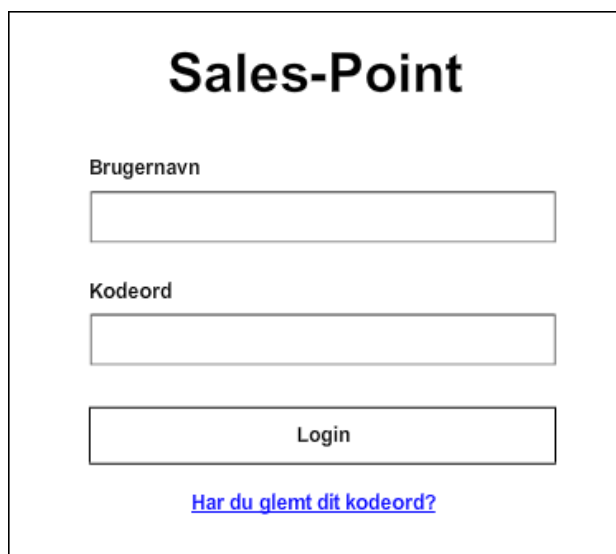 Sales-Point
Brugernavn
Kodeord
Login
Har du glemt dit kodeord?